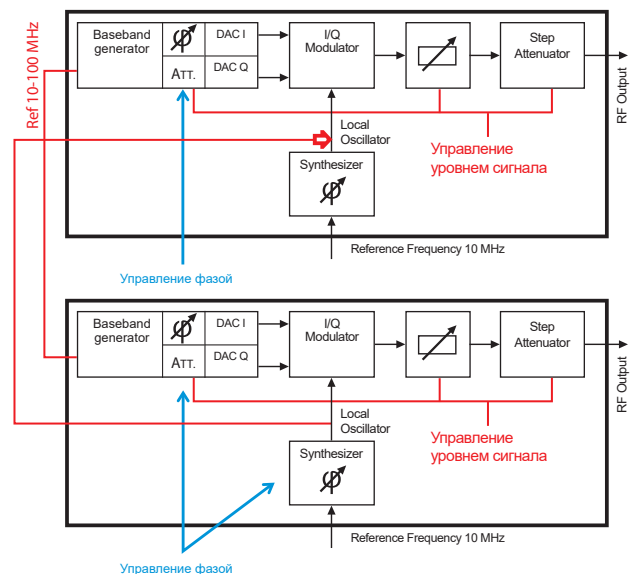 Ref 10-100 MHz
Baseband
generator
φ
DAC I
ATT.
DAC Q
I/Q
Modulator
Step
Attenuator
RF Output
Local
Oscillator
Управление
уровнем сигнала
Synthesizer
φ
Reference Frequency 10 MHz
Управление фазой
Baseband
generator
φ
DAC I
ATT.
DAC Q
I/Q
Modulator
Step
Attenuator
RF Output
Local
Oscillator
Управление
уровнем сигнала
Synthesizer
φ
Reference Frequency 10 MHz
Управление фазой